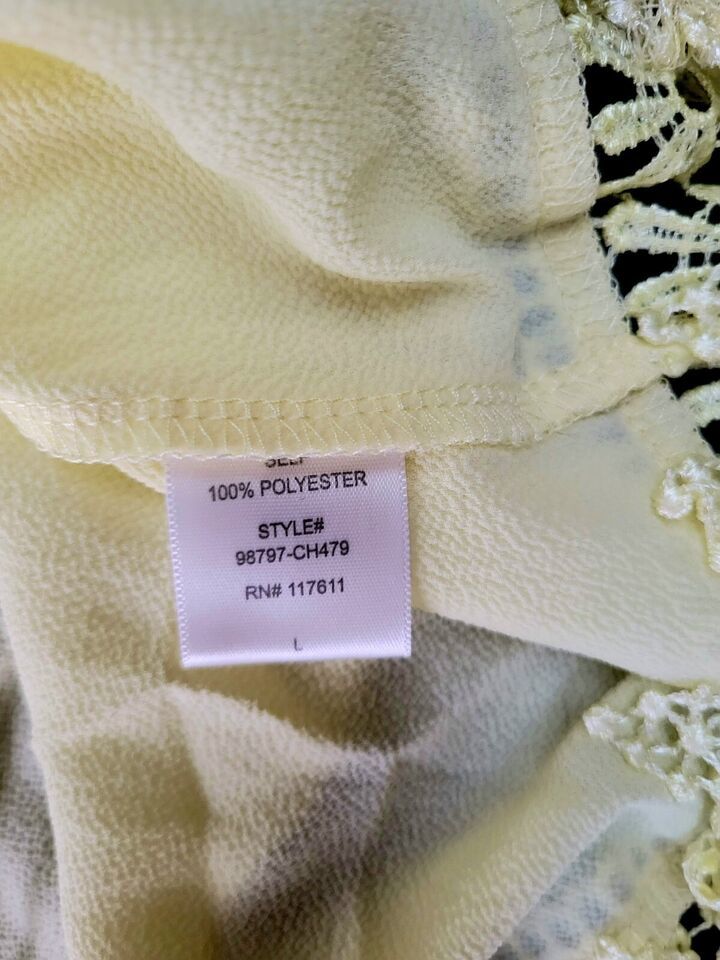 SELF
100% POLYESTER
STYLE#
98797-CH479
RN# 117611
L